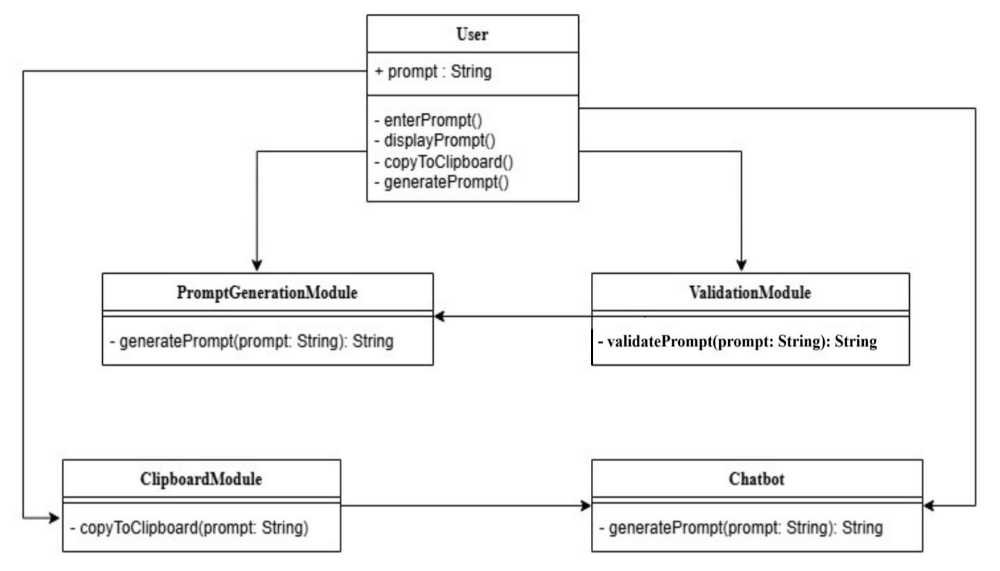 User
+ prompt : String
- enterPrompt()
- displayPrompt()
- copyToClipboard()
- generatePrompt()
PromptGenerationModule
- generatePrompt(prompt: String): String
ValidationModule
- validatePrompt(prompt: String): String
ClipboardModule
- copyToClipboard(prompt: String)
Chatbot
- generatePrompt(prompt: String): String